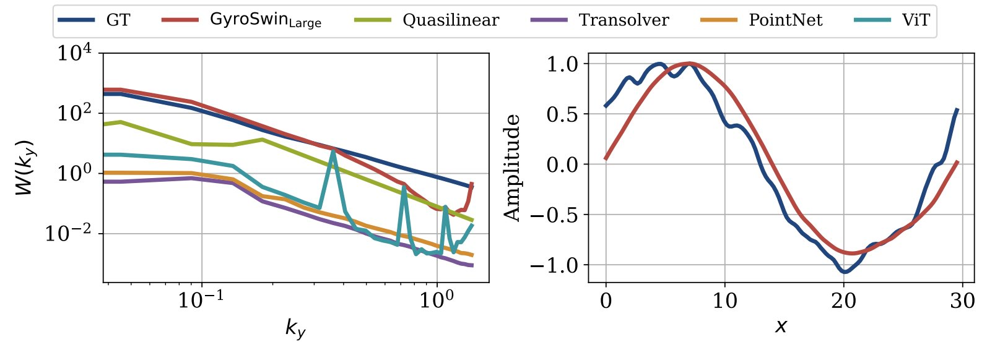 GT GyroSwin_Large Quasilinear Transolver PointNet ViT
W(k_y)
10^4
10^2
10^0
10^−2
10^−1 10^0
k_y
Amplitude
1.0
0.5
0.0
−0.5
−1.0
0 10 20 30
x